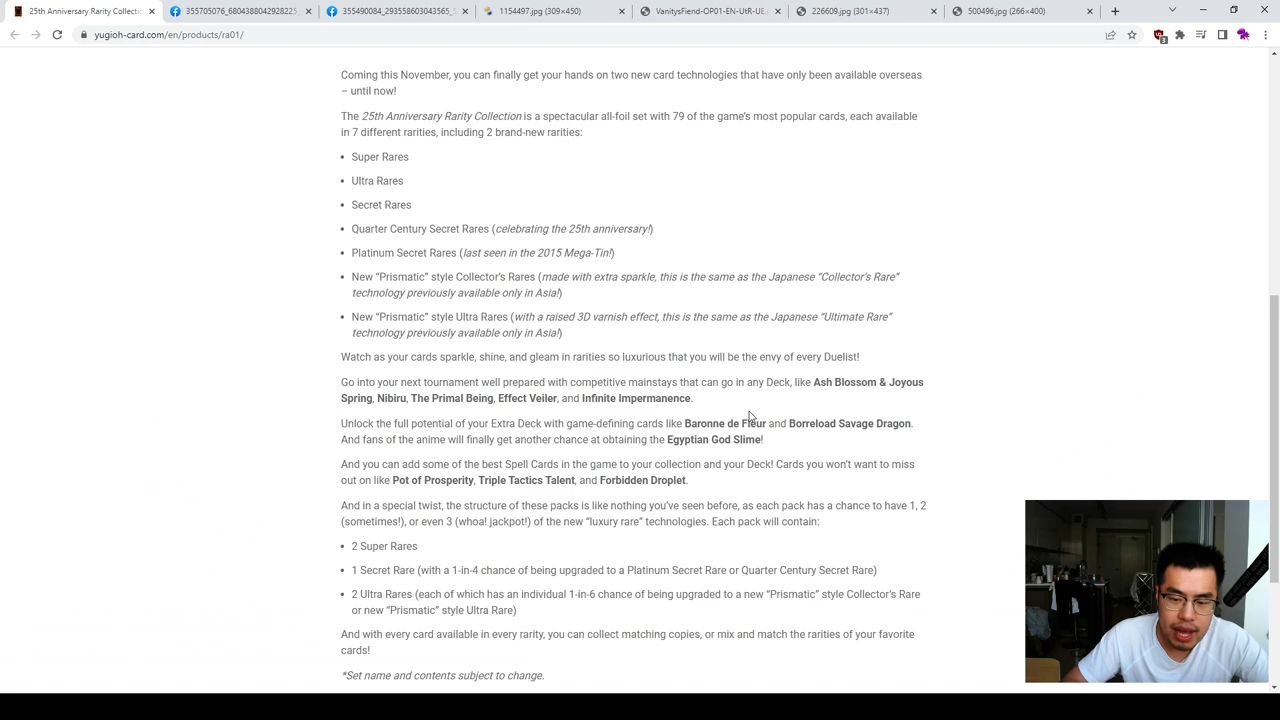 25th Anniversary Rarity Collectio
355705076_6804388042928225_
355490084_293558603043565_
1154497.jpg (309×450)
VanitysFiend-OP01-EN-UtR-UE.
226609.jpg (301×437)
500496.jpg (266×400)
yugioh-card.com/en/products/ra01/
3
Coming this November, you can finally get your hands on two new card technologies that have only been available overseas
– until now!
The 25th Anniversary Rarity Collection is a spectacular all-foil set with 79 of the game's most popular cards, each available
in 7 different rarities, including 2 brand-new rarities:
• Super Rares
• Ultra Rares
• Secret Rares
• Quarter Century Secret Rares (celebrating the 25th anniversary!)
• Platinum Secret Rares (last seen in the 2015 Mega-Tin!)
• New “Prismatic” style Collector's Rares (made with extra sparkle, this is the same as the Japanese “Collector's Rare”
technology previously available only in Asia!)
• New “Prismatic” style Ultra Rares (with a raised 3D varnish effect, this is the same as the Japanese “Ultimate Rare”
technology previously available only in Asia!)
Watch as your cards sparkle, shine, and gleam in rarities so luxurious that you will be the envy of every Duelist!
Go into your next tournament well prepared with competitive mainstays that can go in any Deck, like Ash Blossom & Joyous
Spring, Nibiru, The Primal Being, Effect Veiler, and Infinite Impermanence.
Unlock the full potential of your Extra Deck with game-defining cards like Baronne de Fleur and Borreload Savage Dragon.
And fans of the anime will finally get another chance at obtaining the Egyptian God Slime!
And you can add some of the best Spell Cards in the game to your collection and your Deck! Cards you won't want to miss
out on like Pot of Prosperity, Triple Tactics Talent, and Forbidden Droplet.
And in a special twist, the structure of these packs is like nothing you've seen before, as each pack has a chance to have 1, 2
(sometimes!), or even 3 (whoa! jackpot!) of the new “luxury rare” technologies. Each pack will contain:
• 2 Super Rares
• 1 Secret Rare (with a 1-in-4 chance of being upgraded to a Platinum Secret Rare or Quarter Century Secret Rare)
• 2 Ultra Rares (each of which has an individual 1-in-6 chance of being upgraded to a new “Prismatic” style Collector's Rare
or new “Prismatic” style Ultra Rare)
And with every card available in every rarity, you can collect matching copies, or mix and match the rarities of your favorite
cards!
*Set name and contents subject to change.